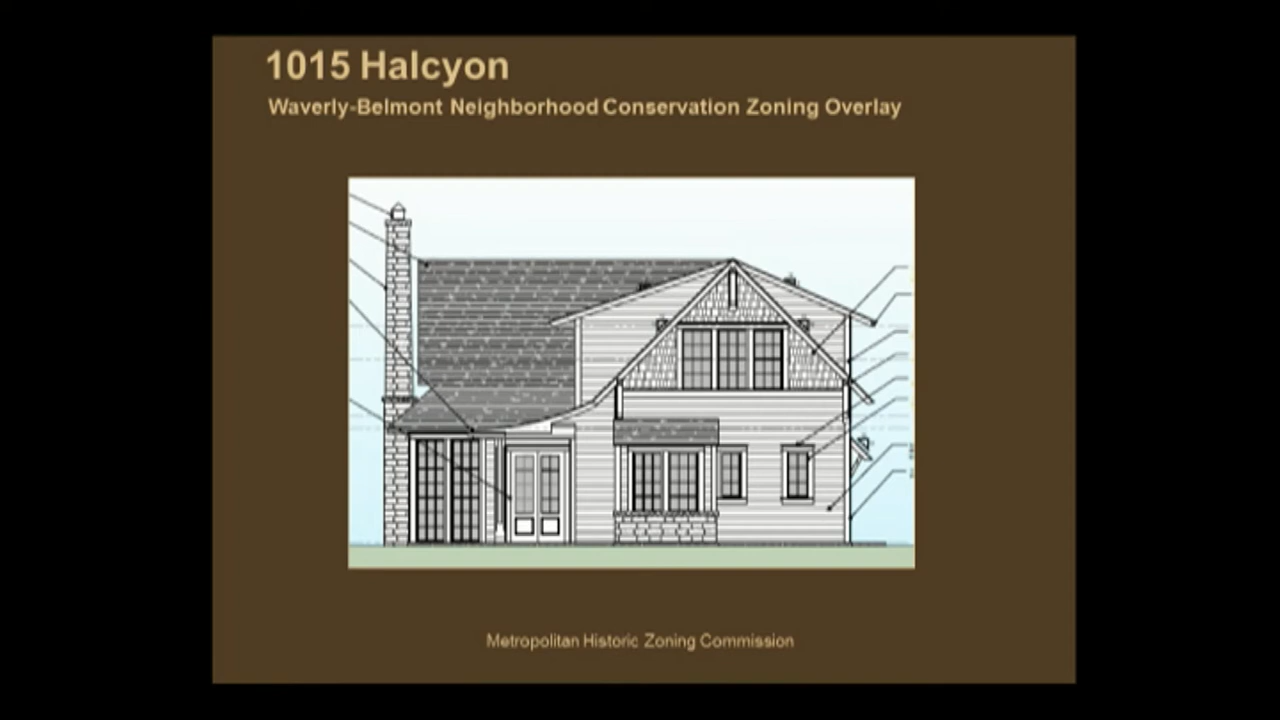 1015 Halcyon
Waverly-Belmont Neighborhood Conservation Zoning Overlay
Metropolitan Historic Zoning Commission